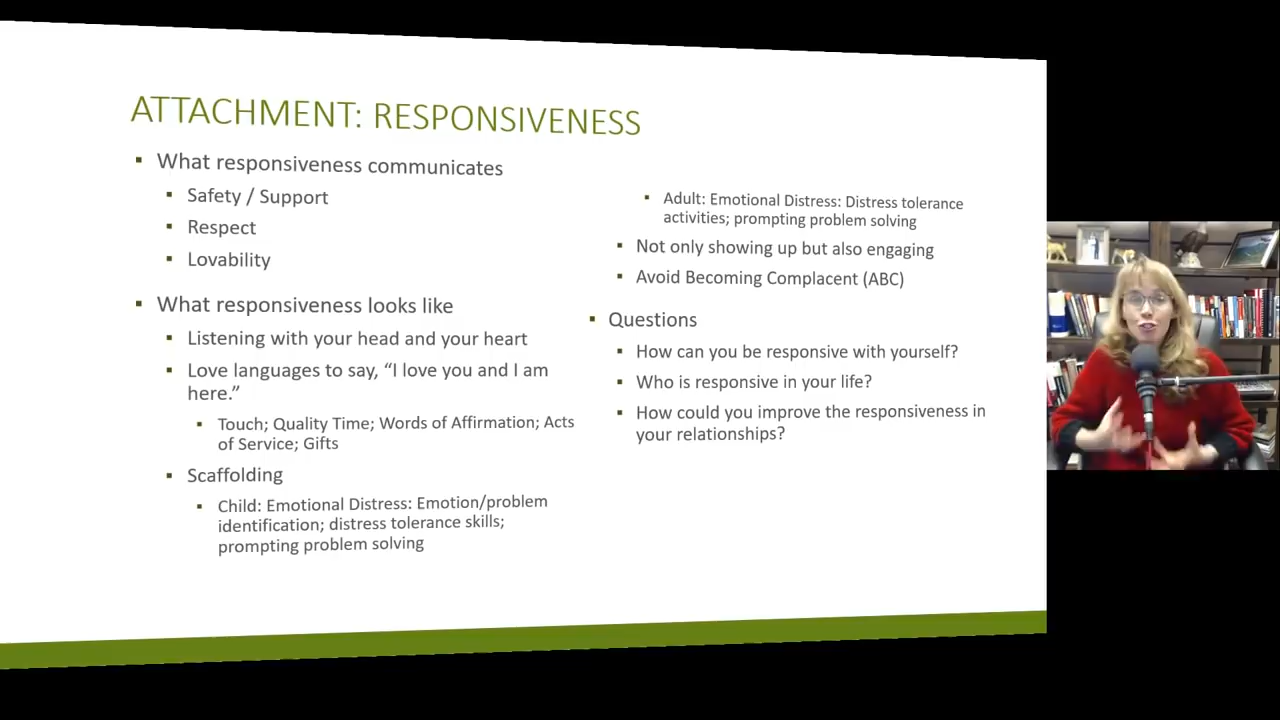 ATTACHMENT: RESPONSIVENESS
▪ What responsiveness communicates
▪ Safety / Support
▪ Respect
▪ Lovability
▪ What responsiveness looks like
▪ Listening with your head and your heart
▪ Love languages to say, “I love you and I am
here.”
▪ Touch; Quality Time; Words of Affirmation; Acts
of Service; Gifts
▪ Scaffolding
▪ Child: Emotional Distress: Emotion/problem
identification; distress tolerance skills;
prompting problem solving
▪ Adult: Emotional Distress: Distress tolerance
activities; prompting problem solving
▪ Not only showing up but also engaging
▪ Avoid Becoming Complacent (ABC)
▪ Questions
▪ How can you be responsive with yourself?
▪ Who is responsive in your life?
▪ How could you improve the responsiveness in
your relationships?